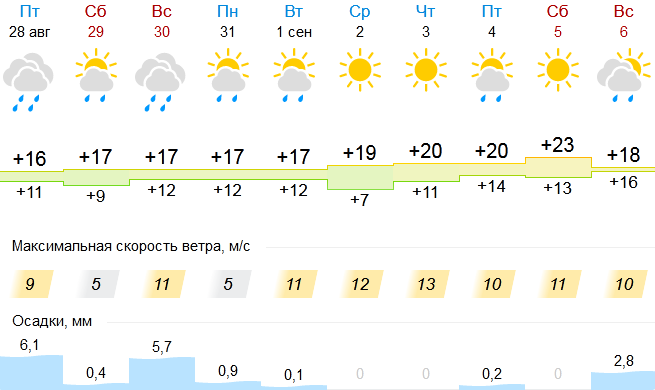 Пт Сб Вс Пн Вт Ср Чт Пт Сб Вс
28 авг 29 30 31 1 сен 2 3 4 5 6
+16 +17 +17 +17 +17 +19 +20 +20 +23 +18
+11 +9 +12 +12 +12 +7 +11 +14 +13 +16
Максимальная скорость ветра, м/с
9 5 11 5 11 12 13 10 11 10
Осадки, мм
6,1 0,4 5,7 0,9 0,1 0 0 0,2 0 2,8